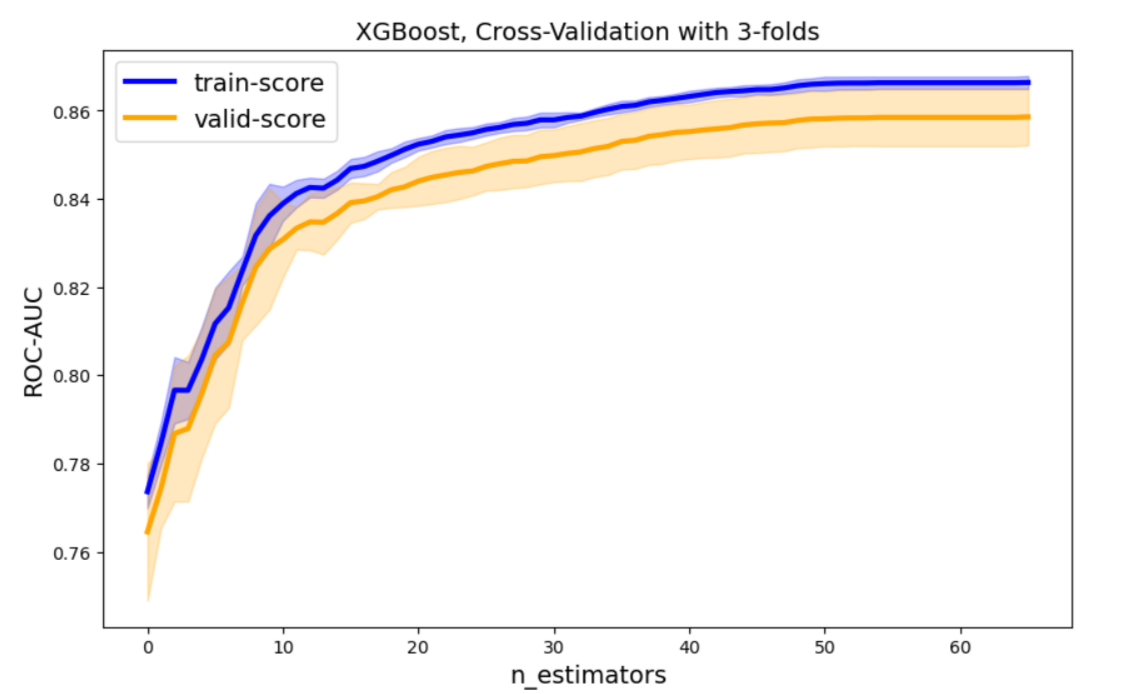 XGBoost, Cross-Validation with 3-folds
train-score
valid-score
ROC-AUC
0.86
0.84
0.82
0.80
0.78
0.76
0 10 20 30 40 50 60
n_estimators